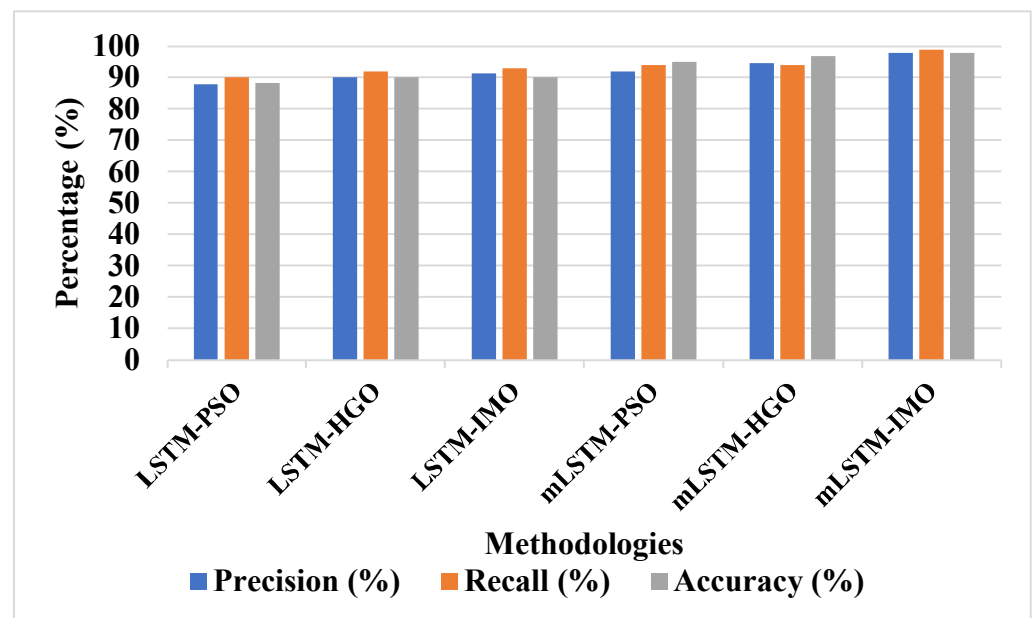 Percentage (%)
100
90
80
70
60
50
40
30
20
10
0
LSTM-PSO
LSTM-HGO
LSTM-IMO
mLSTM-PSO
mLSTM-HGO
mLSTM-IMO
Methodologies
Precision (%) Recall (%) Accuracy (%)